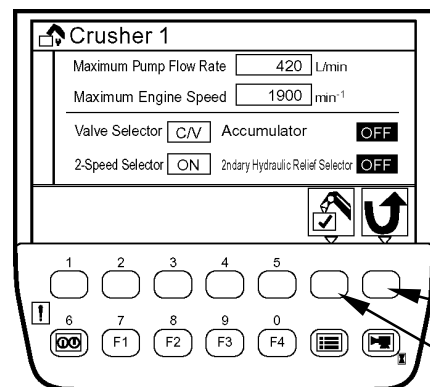 Crusher 1
Maximum Pump Flow Rate 420 L/min
Maximum Engine Speed 1900 min-1
Valve Selector C/V Accumulator OFF
2-Speed Selector ON 2ndary Hydraulic Relief Selector OFF
1 2 3 4 5
!
6 7 8 9 0
F1 F2 F3 F4